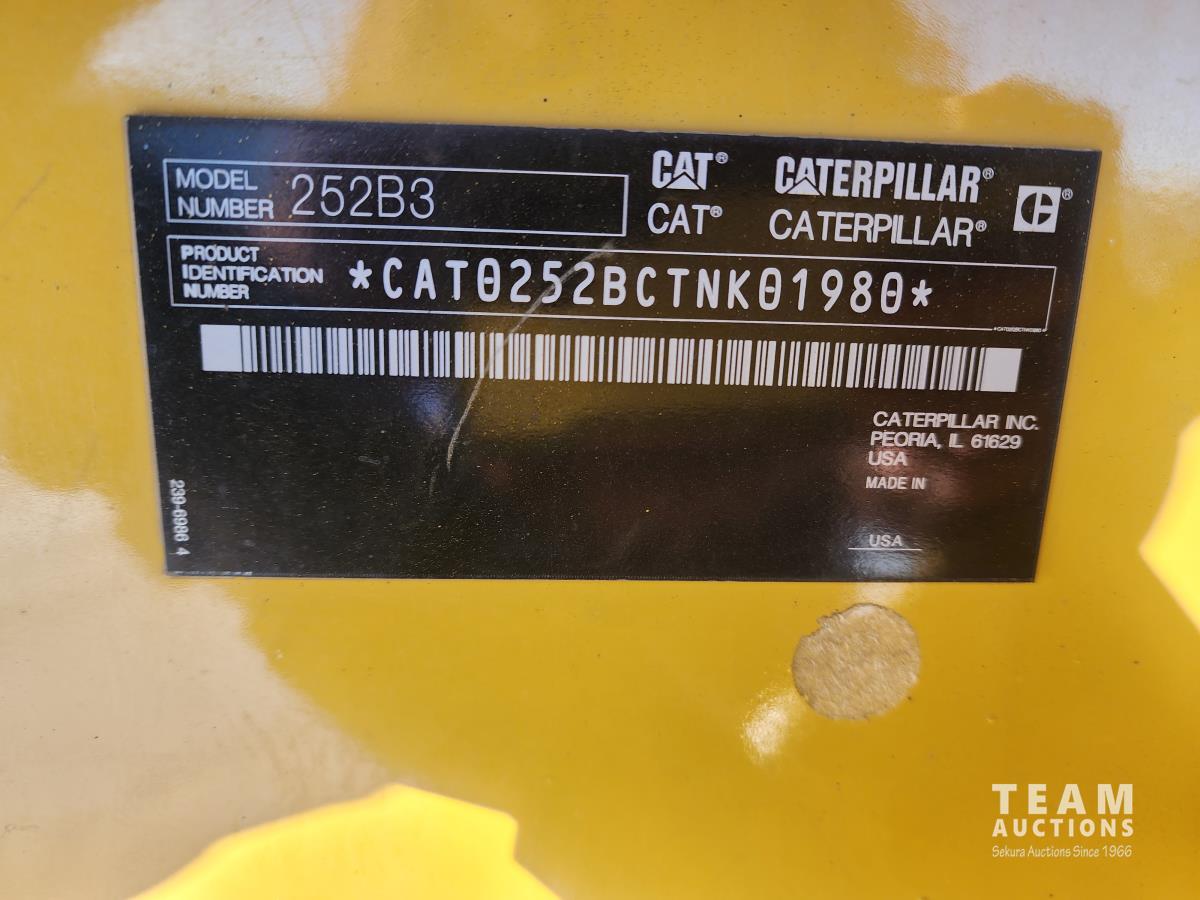 MODEL
NUMBER 252B3
CAT® CATERPILLAR®
CAT® CATERPILLAR® ®
PRODUCT
IDENTIFICATION
NUMBER
*CAT0252BCTNK01980*
*CAT0252BCTNK01980*
CATERPILLAR INC.
PEORIA, IL 61629
USA
MADE IN
USA
239-6986 4
TEAM
AUCTIONS
Sekura Auctions Since 1966